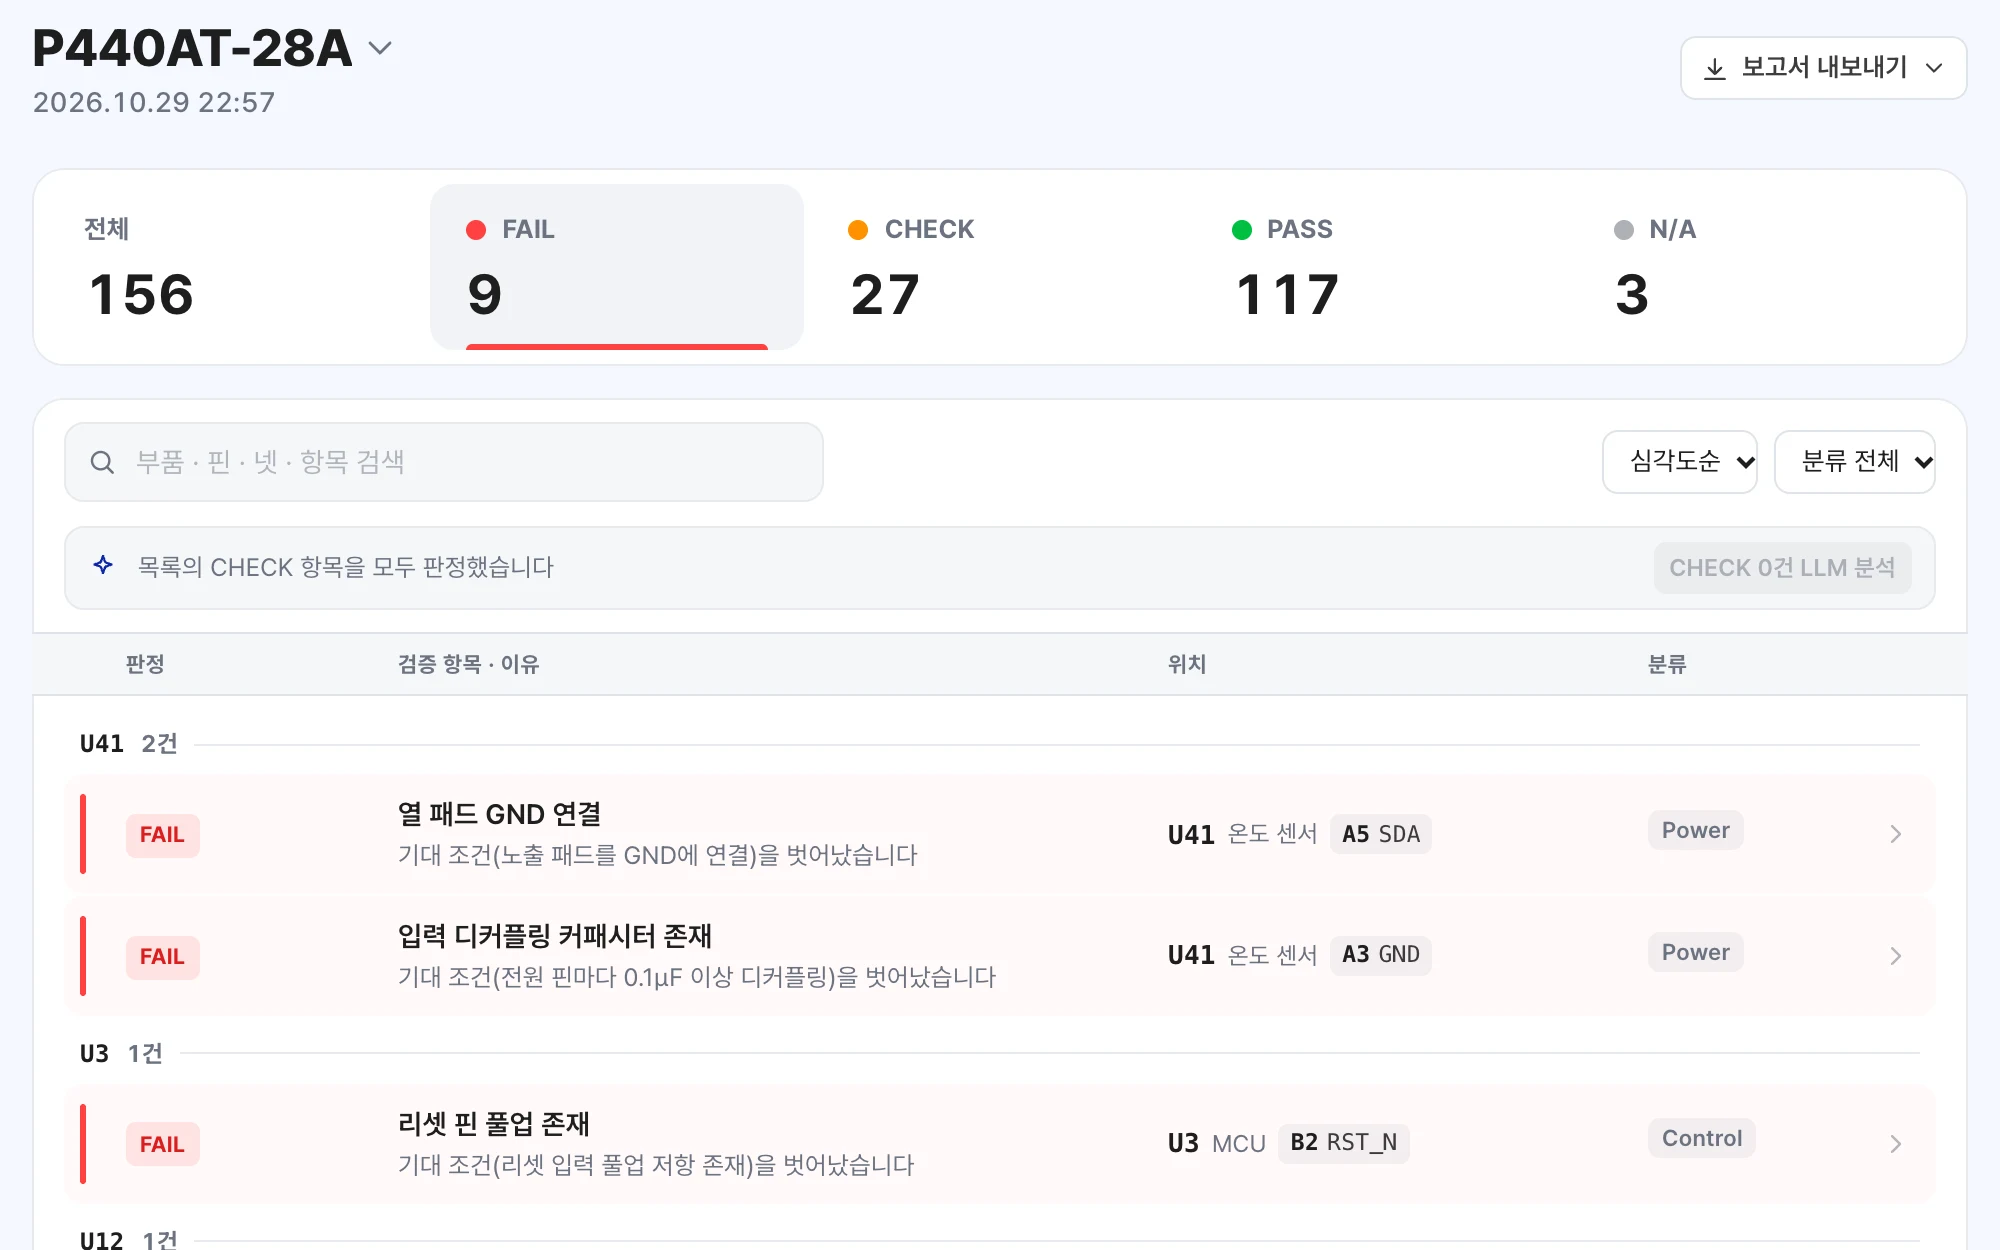 P440AT-28A
2026.10.29 22:57
보고서 내보내기
전체
156
FAIL
9
CHECK
27
PASS
117
N/A
3
부품 · 핀 · 넷 · 항목 검색
심각도순
분류 전체
목록의 CHECK 항목을 모두 판정했습니다
CHECK 0건 LLM 분석
판정 검증 항목 · 이유 위치 분류
U41 2건
FAIL
열 패드 GND 연결
기대 조건(노출 패드를 GND에 연결)을 벗어났습니다
U41 온도 센서 A5 SDA
Power
FAIL
입력 디커플링 커패시터 존재
기대 조건(전원 핀마다 0.1µF 이상 디커플링)을 벗어났습니다
U41 온도 센서 A3 GND
Power
U3 1건
FAIL
리셋 핀 풀업 존재
기대 조건(리셋 입력 풀업 저항 존재)을 벗어났습니다
U3 MCU B2 RST_N
Control
U12 1건